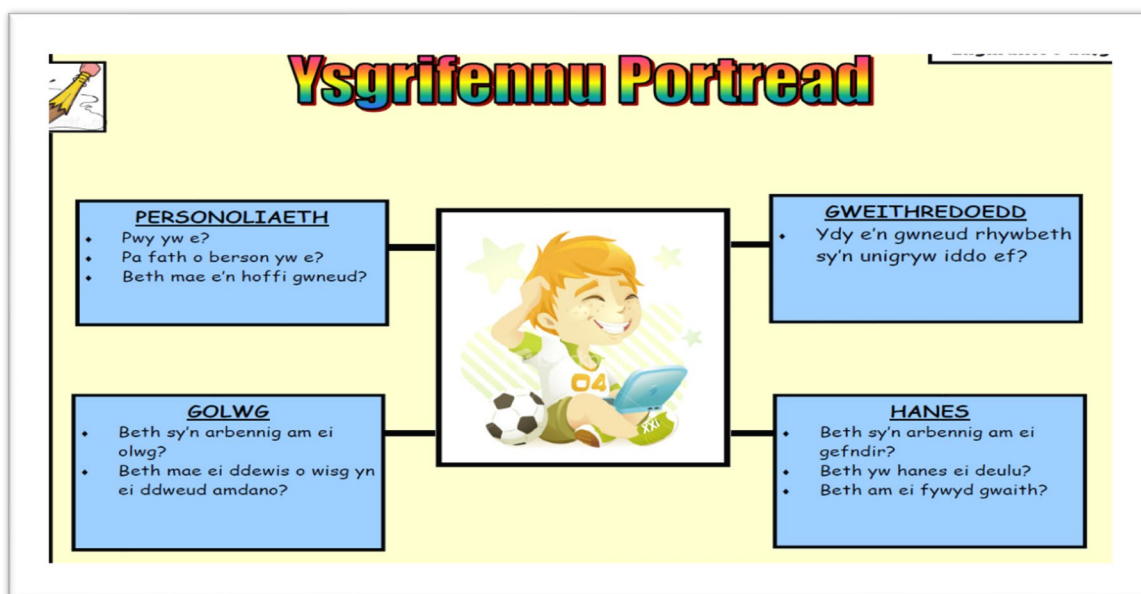 Ysgrifennu Portread
PERSONOLIAETH
Pwy yw e?
Pa fath o berson yw e?
Beth mae e'n hoffi gwneud?
GWEITHREDOEDD
Ydy e'n gwneud rhywbeth
sy'n unigryw iddo ef?
04
XXI
GOLWG
Beth sy'n arbennig am ei
olwg?
Beth mae ei ddewis o wisg yn
ei ddweud amdano?
HANES
Beth sy'n arbennig am ei
gefndir?
Beth yw hanes ei deulu?
Beth am ei fywyd gwaith?